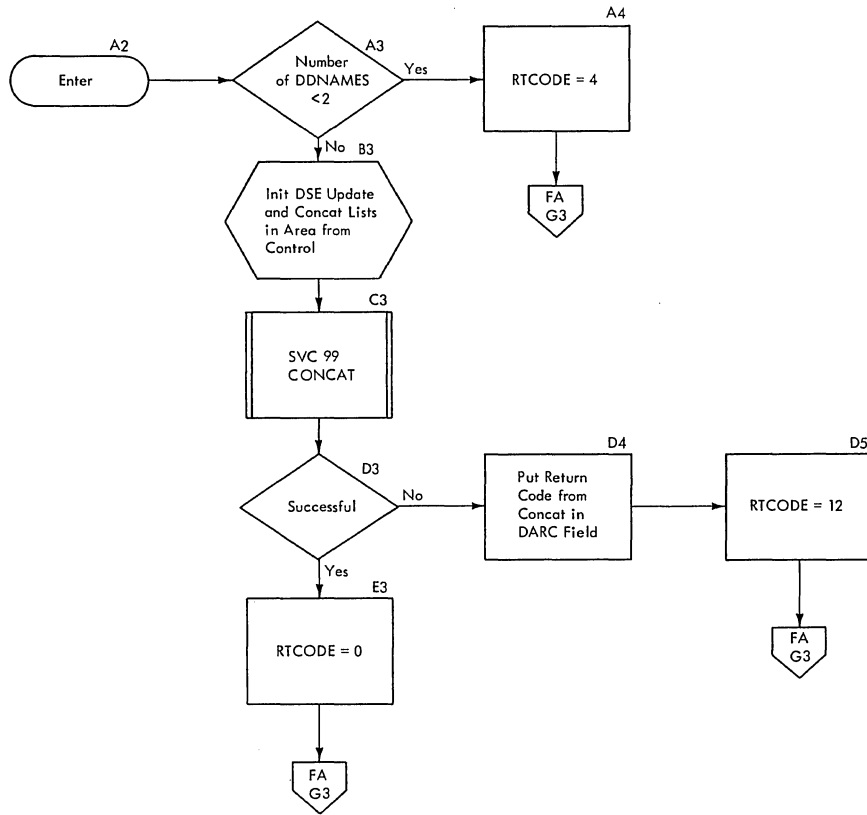 A2
Enter
A3
Number
of DDNAMES
<2
Yes
A4
RTCODE = 4
FA
G3
No
B3
Init DSE Update
and Concat Lists
in Area from
Control
C3
SVC 99
CONCAT
D3
Successful
No
D4
Put Return
Code from
Concat in
DARC Field
D5
RTCODE = 12
FA
G3
Yes
E3
RTCODE = 0
FA
G3